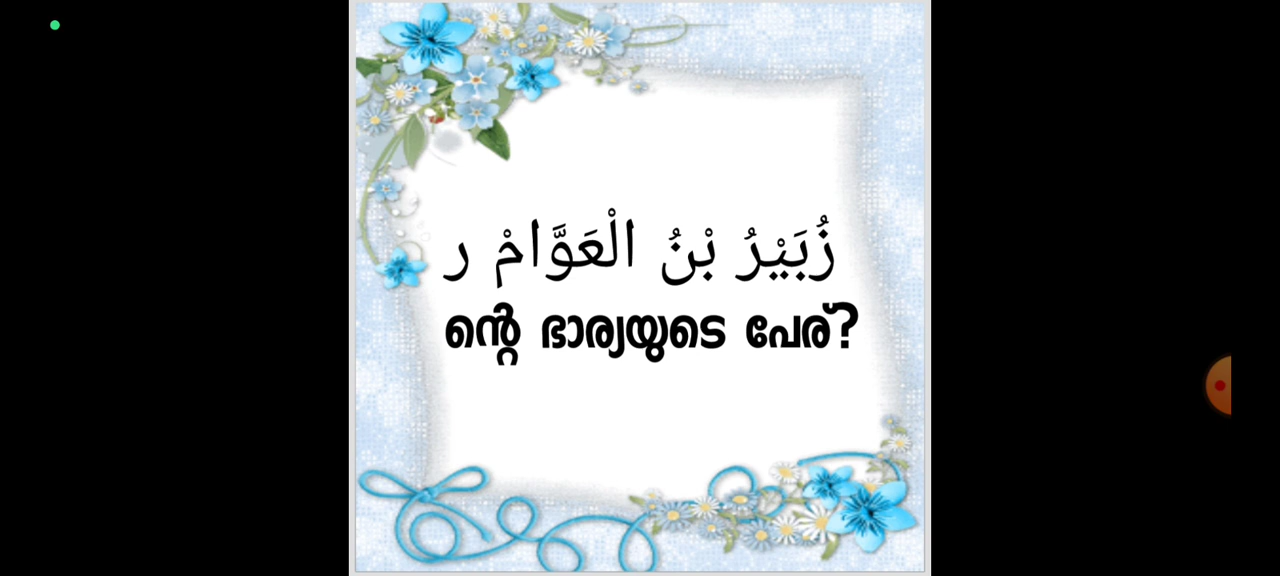 زُبَيْرُ بْنُ الْعَوَّامْ ر
ന്റെ ഭാര്യയുടെ പേര്?